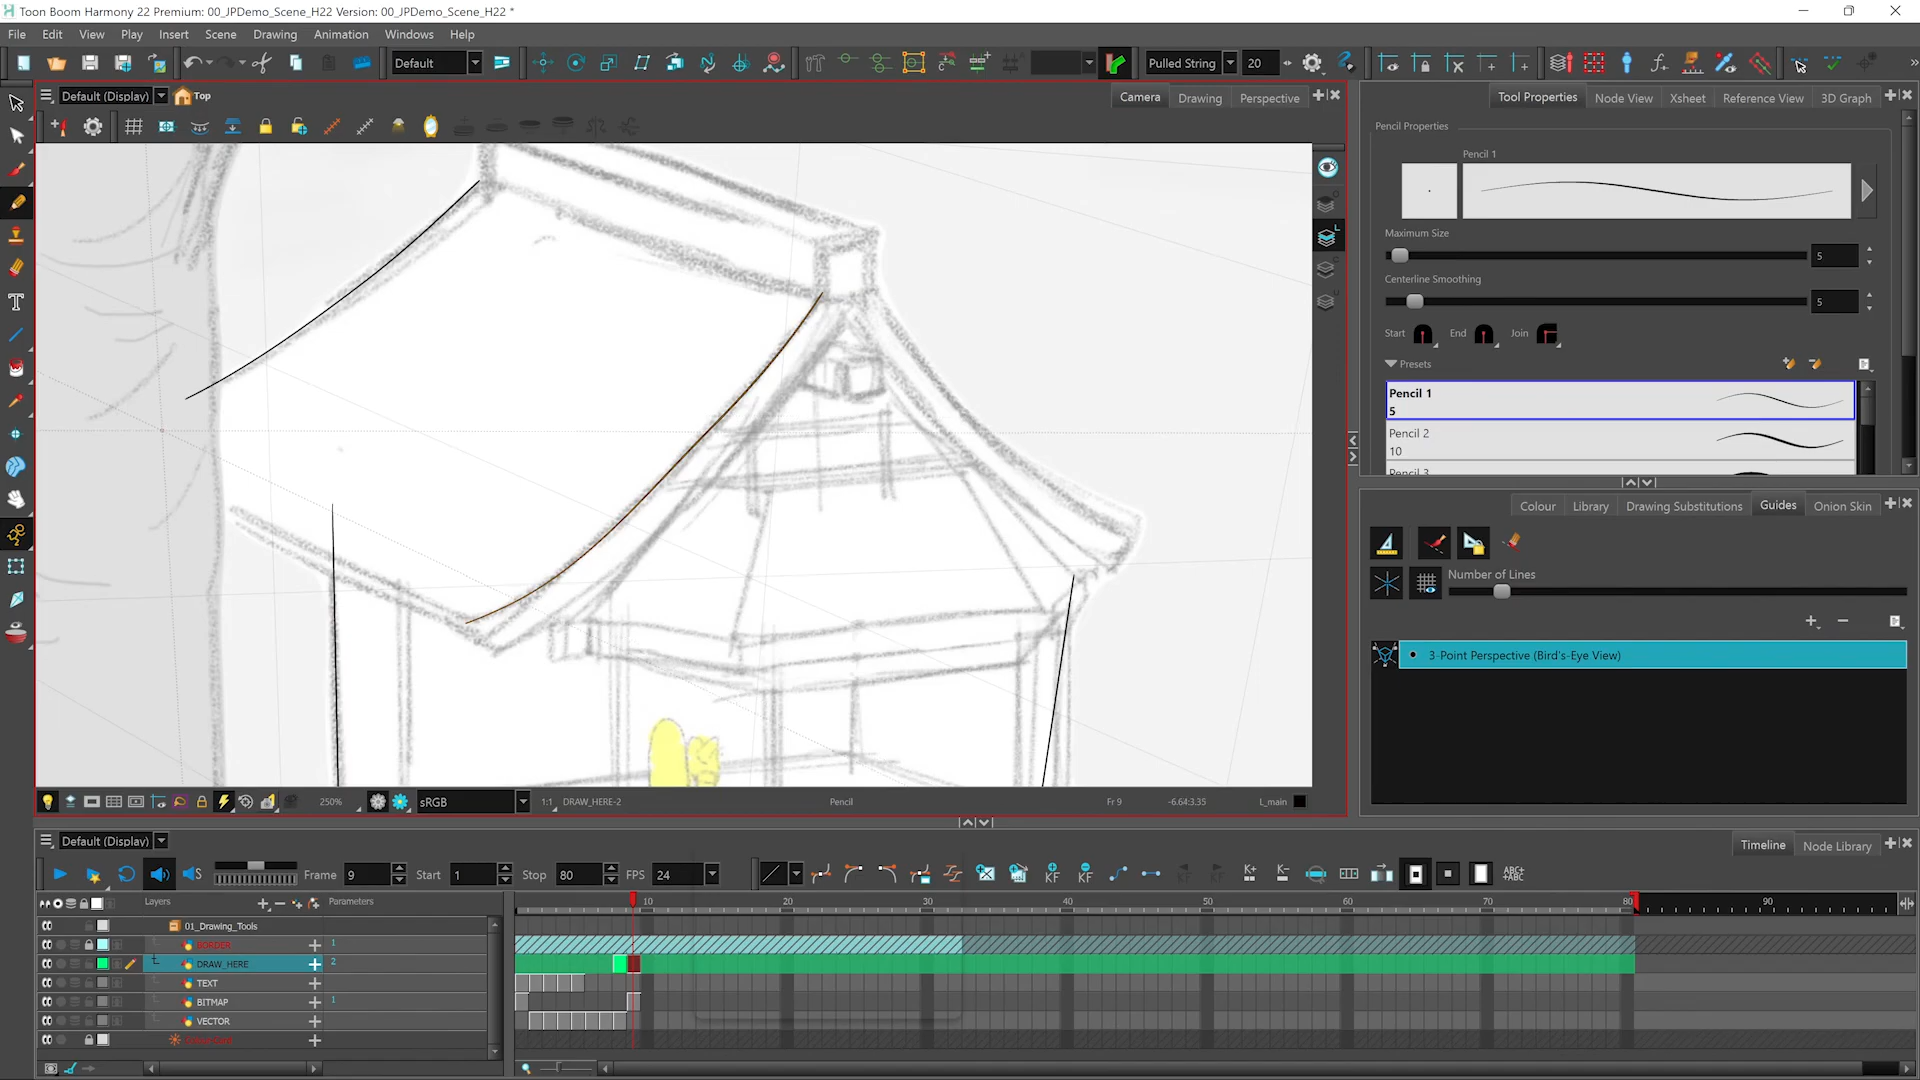 Toon Boom Harmony 22 Premium: 00_JPDemo_Scene_H22 Version: 00_JPDemo_Scene_H22 *
File Edit View Play Insert Scene Drawing Animation Windows Help
Default Pulled String 20
Default (Display) Top Camera Drawing Perspective
Tool Properties Node View Xsheet Reference View 3D Graph
Pencil Properties
Pencil 1
Maximum Size
5
Centerline Smoothing
5
Start End Join
Presets
Pencil 1
5
Pencil 2
10
Pencil 3
Colour Library Drawing Substitutions Guides Onion Skin
Number of Lines
3-Point Perspective (Bird's-Eye View)
250% sRGB 1:1 DRAW_HERE-2 Pencil Fr 9 -6.64:3.35 L_main
Default (Display) Timeline Node Library
Frame 9 Start 1 Stop 80 FPS 24
Layers Parameters 10 20 30 40 50 60 70 80 90
01_Drawing_Tools
BORDER 1
DRAW_HERE 2
TEXT
BITMAP 1
VECTOR